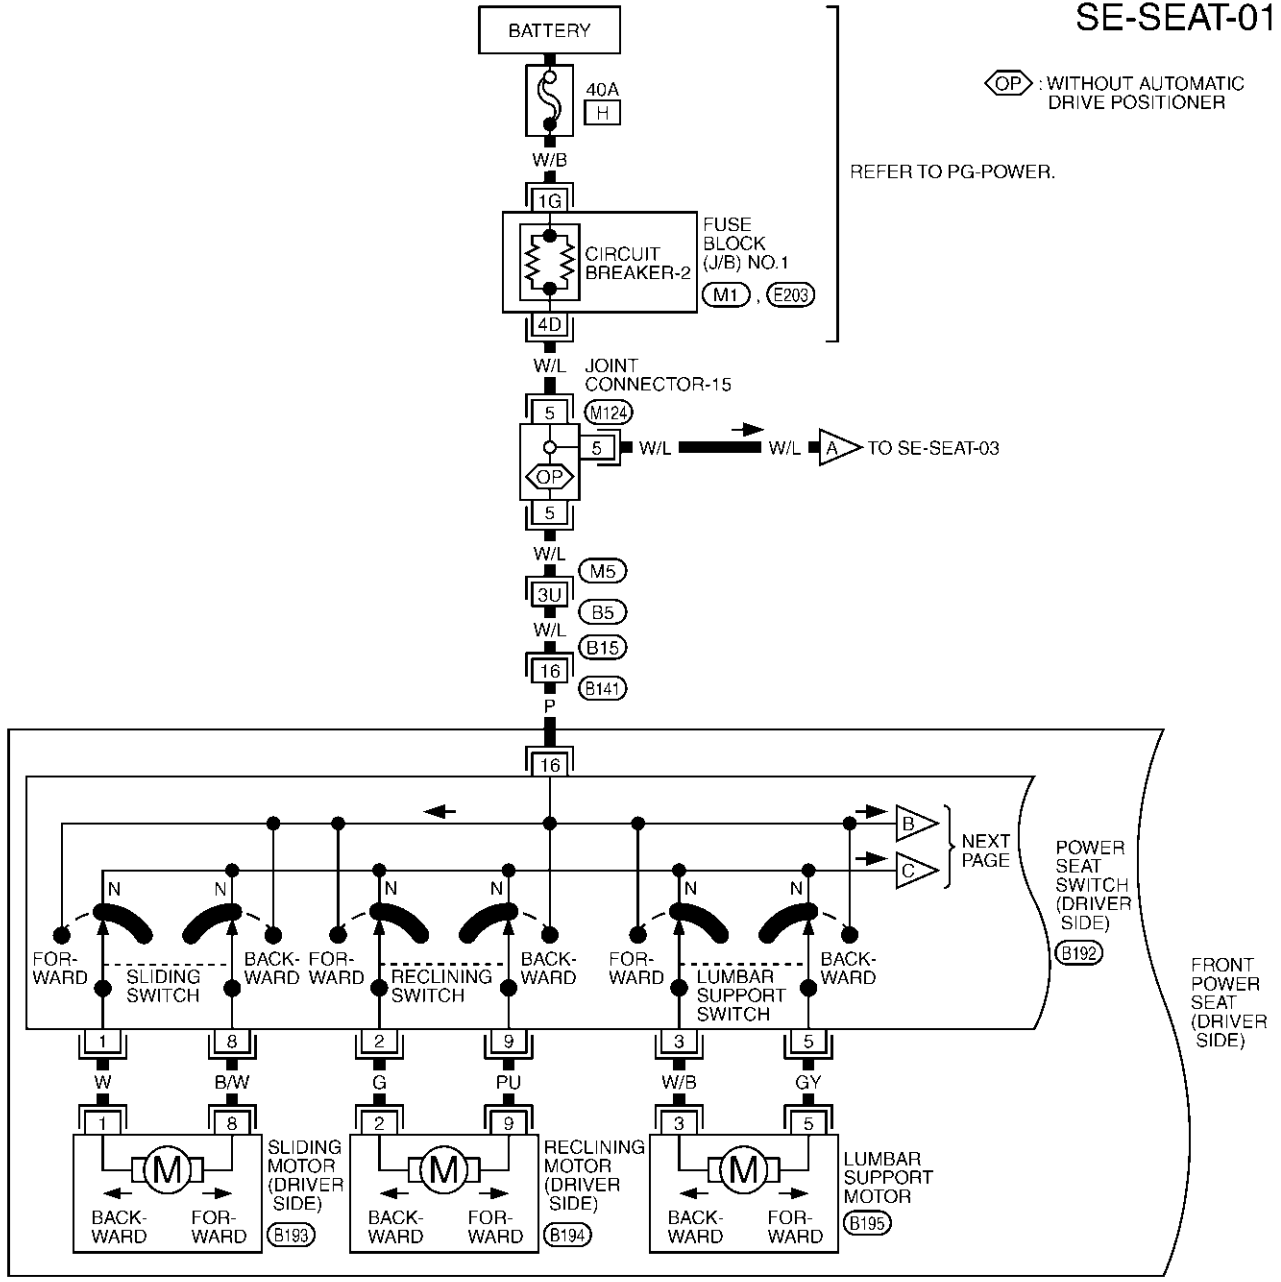 SE-SEAT-01
BATTERY
OP : WITHOUT AUTOMATIC
DRIVE POSITIONER
40A
H
W/B
REFER TO PG-POWER.
1G
FUSE
BLOCK
(J/B) NO.1
CIRCUIT
BREAKER-2
M1 , E203
4D
W/L
JOINT
CONNECTOR-15
5
M124
5
W/L
W/L
A
TO SE-SEAT-03
OP
5
W/L
M5
3U
B5
W/L
B15
16
B141
P
16
B
C
NEXT
PAGE
POWER
SEAT
SWITCH
(DRIVER
SIDE)
B192
N
N
N
N
N
N
FOR-
WARD
SLIDING
SWITCH
BACK-
WARD
FOR-
WARD
RECLINING
SWITCH
BACK-
WARD
FOR-
WARD
LUMBAR
SUPPORT
SWITCH
BACK-
WARD
FRONT
POWER
SEAT
(DRIVER
SIDE)
1 8 2 9 3 5
W B/W G PU W/B GY
1 8 2 9 3 5
M
BACK-
WARD
FOR-
WARD
SLIDING
MOTOR
(DRIVER
SIDE)
B193
M
BACK-
WARD
FOR-
WARD
RECLINING
MOTOR
(DRIVER
SIDE)
B194
M
BACK-
WARD
FOR-
WARD
LUMBAR
SUPPORT
MOTOR
B195